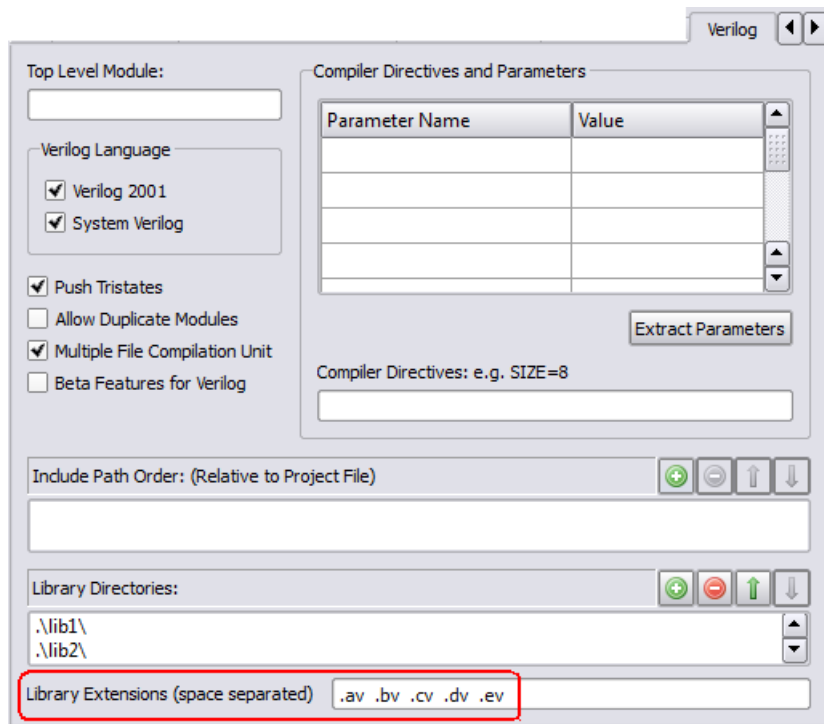 Verilog
Top Level Module:
Verilog Language
Verilog 2001
System Verilog
Push Tristates
Allow Duplicate Modules
Multiple File Compilation Unit
Beta Features for Verilog
Compiler Directives and Parameters
Parameter Name Value
Extract Parameters
Compiler Directives: e.g. SIZE=8
Include Path Order: (Relative to Project File)
Library Directories:
.\lib1\
.\lib2\
Library Extensions (space separated) .av .bv .cv .dv .ev